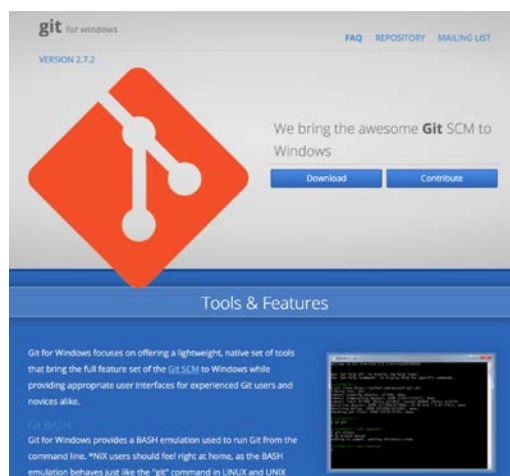 git for windows
FAQ REPOSITORY MAILING LIST
VERSION 2.7.2
We bring the awesome Git SCM to
Windows
Download Contribute
Tools & Features
Git for Windows focuses on offering a lightweight, native set of tools
that bring the full feature set of the Git SCM to Windows while
providing appropriate user interfaces for experienced Git users and
novices alike.
Git BASH
Git for Windows provides a BASH emulation used to run Git from the
command line. *NIX users should feel right at home, as the BASH
emulation behaves just like the "git" command in LINUX and UNIX